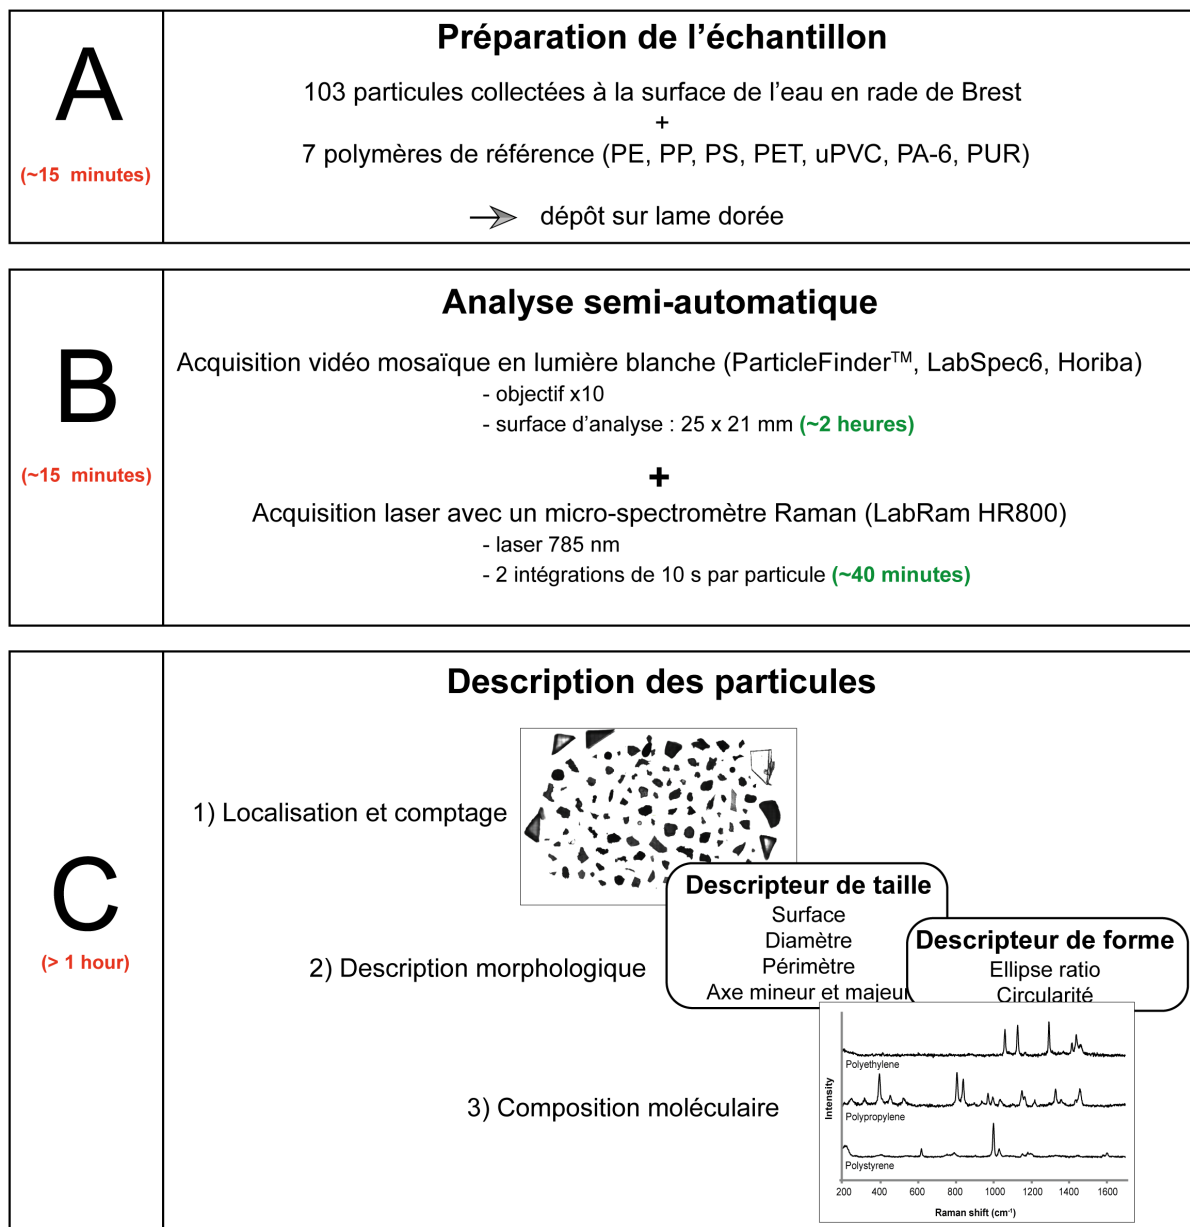 A
(~15 minutes)
Préparation de l'échantillon
103 particules collectées à la surface de l'eau en rade de Brest
+
7 polymères de référence (PE, PP, PS, PET, uPVC, PA-6, PUR)
dépôt sur lame dorée
B
(~15 minutes)
Analyse semi-automatique
Acquisition vidéo mosaïque en lumière blanche (ParticleFinder™, LabSpec6, Horiba)
- objectif x10
- surface d'analyse : 25 x 21 mm (~2 heures)
+
Acquisition laser avec un micro-spectromètre Raman (LabRam HR800)
- laser 785 nm
- 2 intégrations de 10 s par particule (~40 minutes)
C
(> 1 hour)
Description des particules
1) Localisation et comptage
2) Description morphologique
Descripteur de taille
Surface
Diamètre
Périmètre
Axe mineur et majeur
Descripteur de forme
Ellipse ratio
Circularité
3) Composition moléculaire
Intensity
Polyethylene
Polypropylene
Polystyrene
200 400 600 800 1000 1200 1400 1600
Raman shift (cm⁻¹)